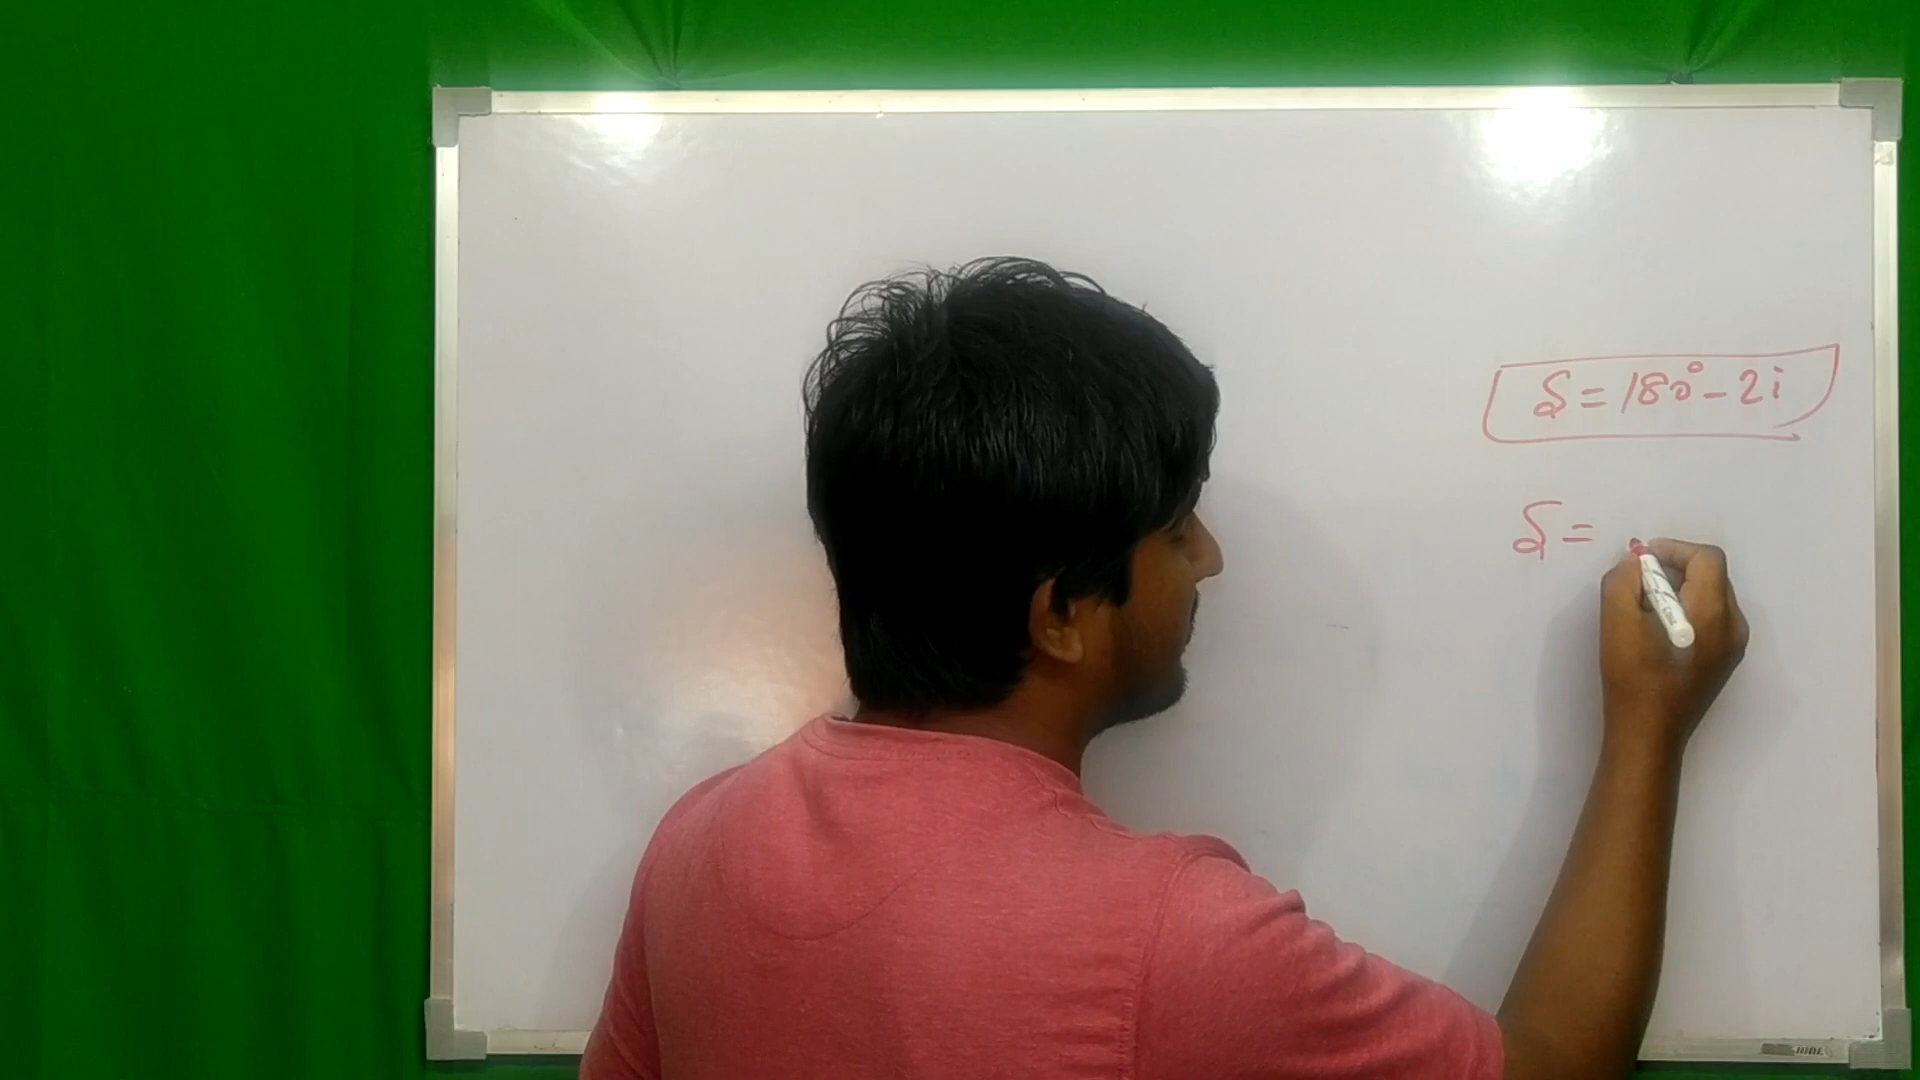 δ = 180° - 2i
δ =